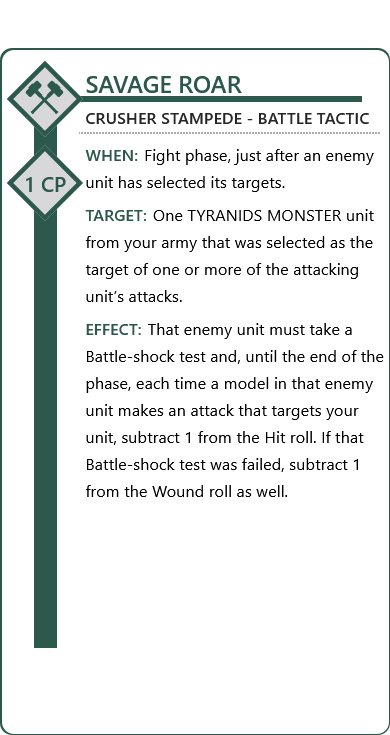 SAVAGE ROAR
CRUSHER STAMPEDE - BATTLE TACTIC
1 CP
WHEN: Fight phase, just after an enemy
unit has selected its targets.
TARGET: One TYRANIDS MONSTER unit
from your army that was selected as the
target of one or more of the attacking
unit’s attacks.
EFFECT: That enemy unit must take a
Battle-shock test and, until the end of the
phase, each time a model in that enemy
unit makes an attack that targets your
unit, subtract 1 from the Hit roll. If that
Battle-shock test was failed, subtract 1
from the Wound roll as well.